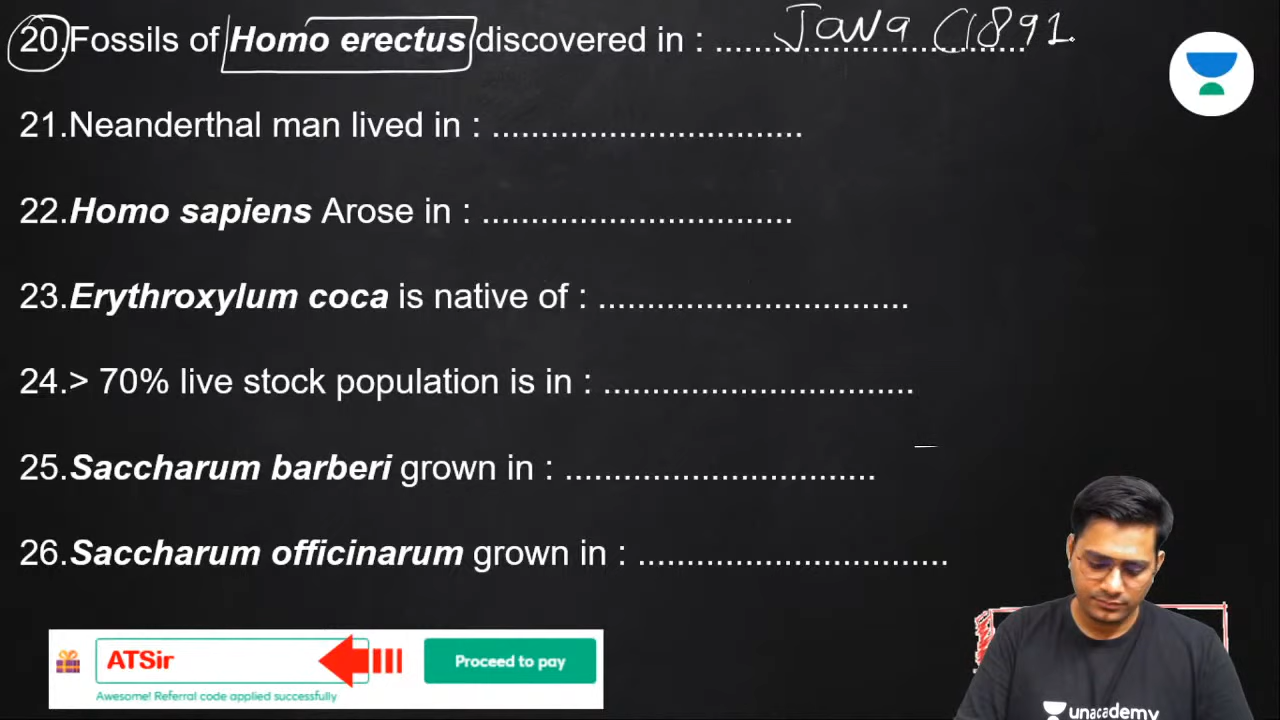 20.Fossils of Homo erectus discovered in : ................................ Java (1891.
21.Neanderthal man lived in : ................................
22.Homo sapiens Arose in : ................................
23.Erythroxylum coca is native of : ................................
24.> 70% live stock population is in : ................................
25.Saccharum barberi grown in : ................................
26.Saccharum officinarum grown in : ................................
ATSir
Proceed to pay
Awesome! Referral code applied successfully
unacademy